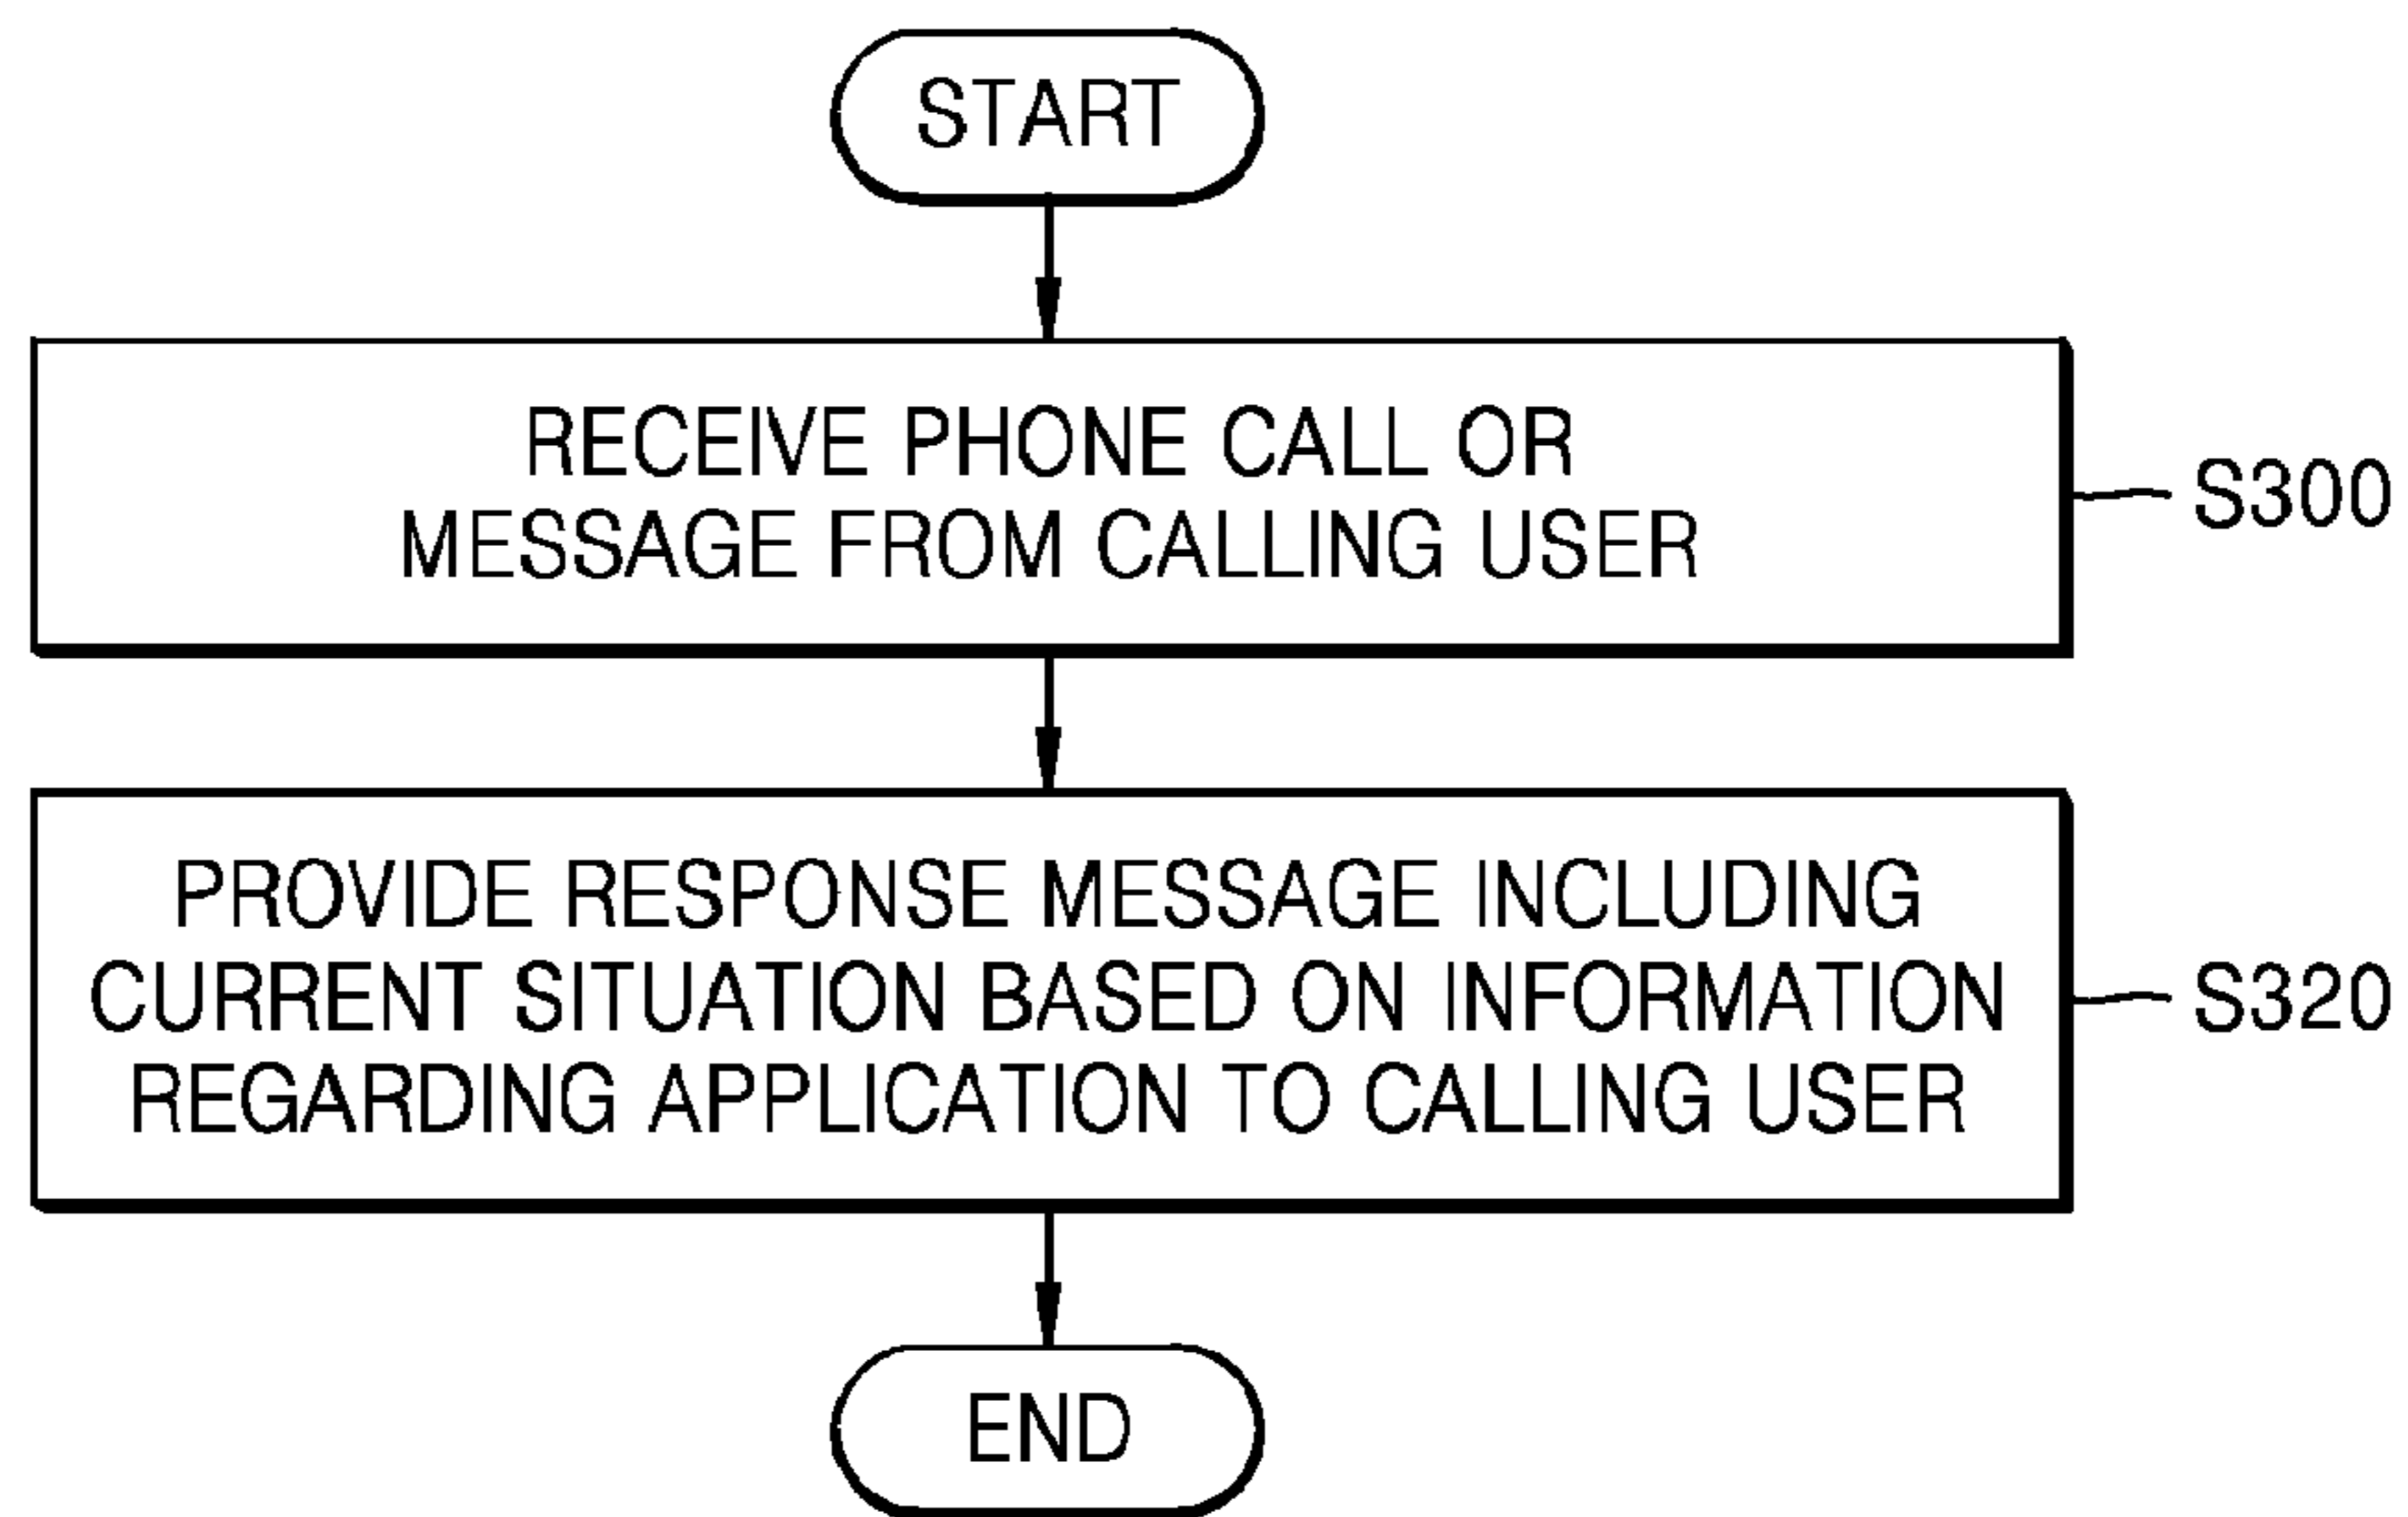 START
RECEIVE PHONE CALL OR
MESSAGE FROM CALLING USER
S300
PROVIDE RESPONSE MESSAGE INCLUDING
CURRENT SITUATION BASED ON INFORMATION
REGARDING APPLICATION TO CALLING USER
S320
END